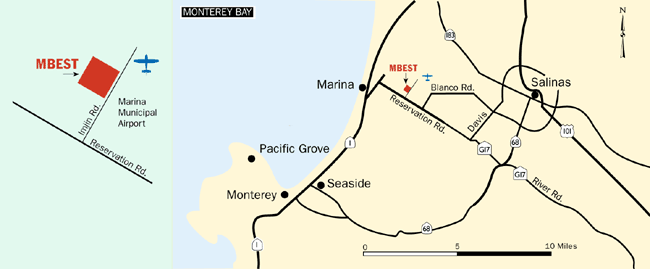 MBEST
Imjin Rd.
Marina
Municipal
Airport
Reservation Rd.
MONTEREY BAY
N
183
MBEST
Marina
Salinas
Blanco Rd.
Reservation Rd.
Davis
101
1
G17
68
Pacific Grove
G17
Seaside
River Rd.
Monterey
68
1
0 5 10 Miles